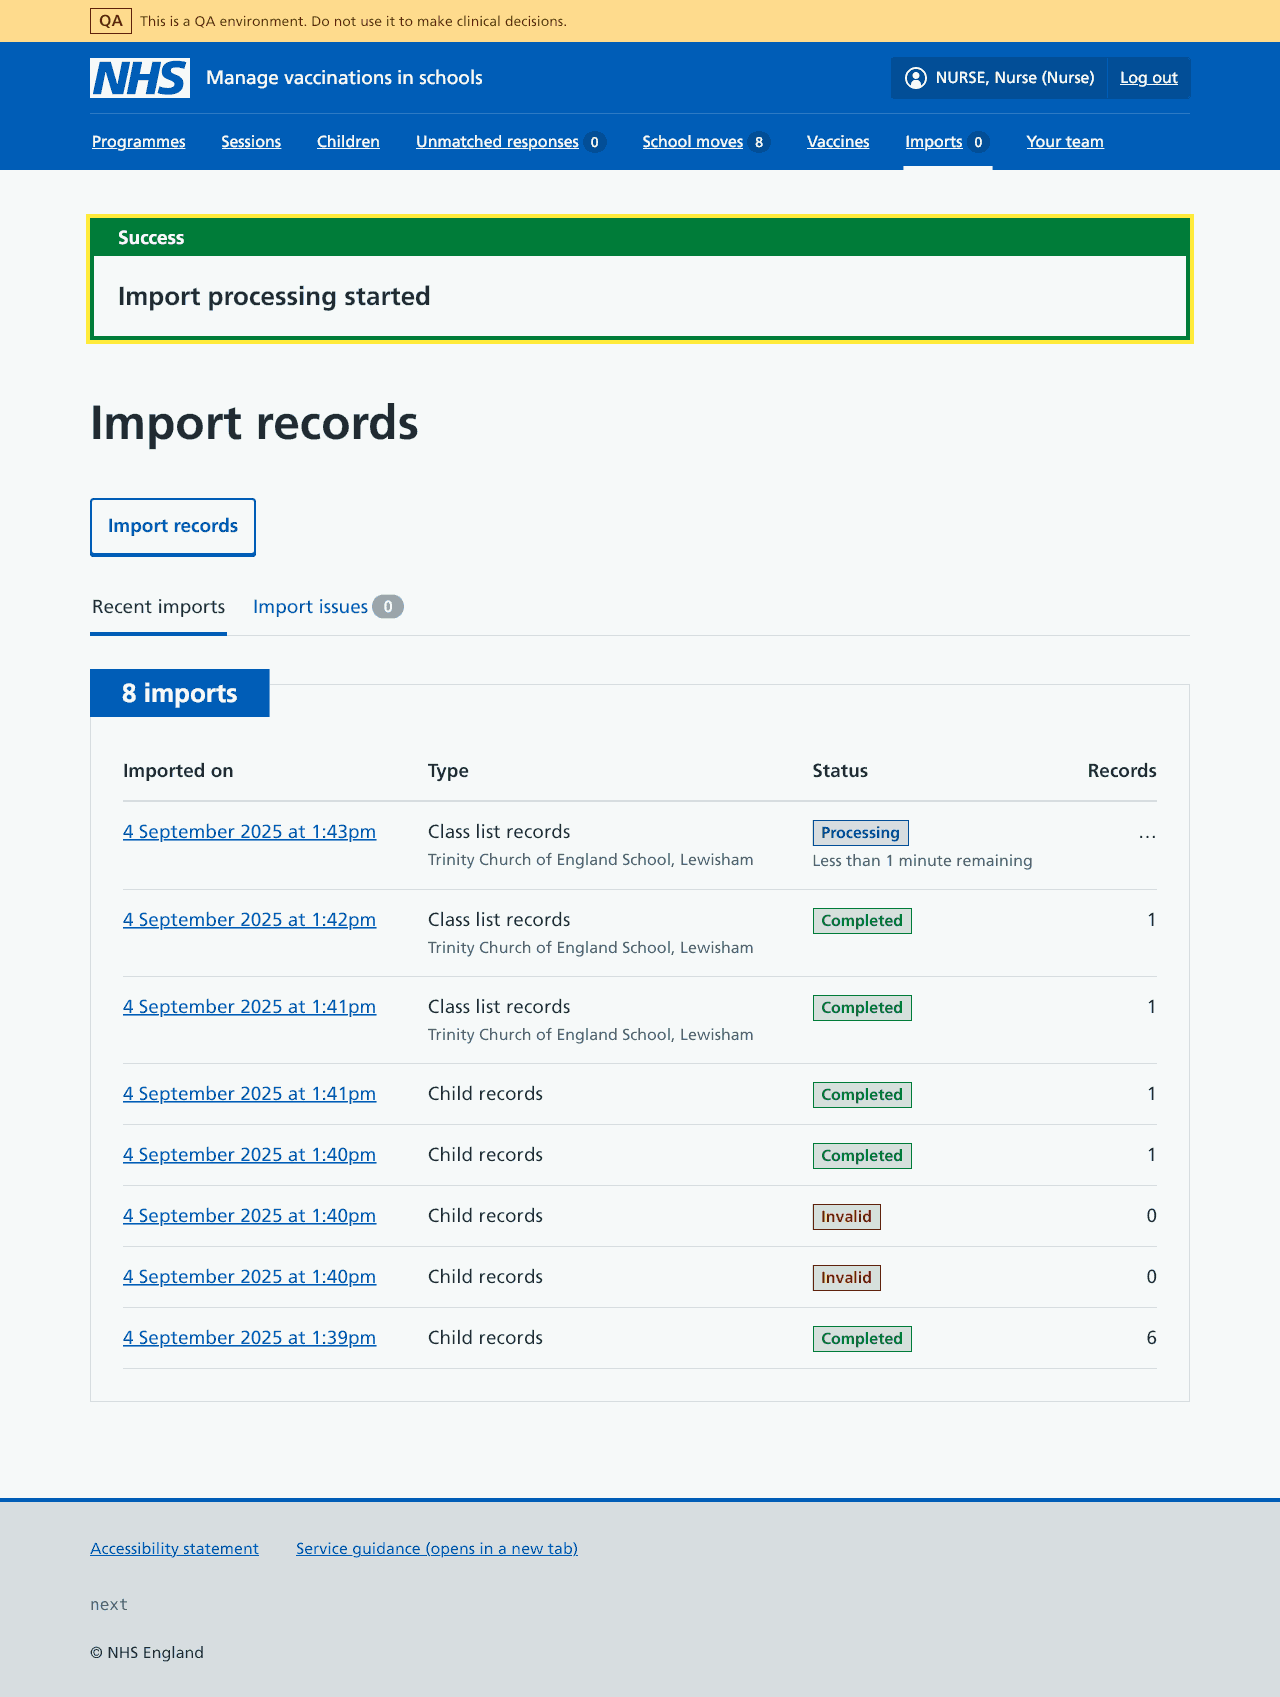 QA This is a QA environment. Do not use it to make clinical decisions.
NHS Manage vaccinations in schools NURSE, Nurse (Nurse) Log out
Programmes Sessions Children Unmatched responses 0 School moves 8 Vaccines Imports 0 Your team
Success
Import processing started
Import records
Import records
Recent imports Import issues 0
8 imports
Imported on Type Status Records
4 September 2025 at 1:43pm Class list records Processing ...
Trinity Church of England School, Lewisham Less than 1 minute remaining
4 September 2025 at 1:42pm Class list records Completed 1
Trinity Church of England School, Lewisham
4 September 2025 at 1:41pm Class list records Completed 1
Trinity Church of England School, Lewisham
4 September 2025 at 1:41pm Child records Completed 1
4 September 2025 at 1:40pm Child records Completed 1
4 September 2025 at 1:40pm Child records Invalid 0
4 September 2025 at 1:40pm Child records Invalid 0
4 September 2025 at 1:39pm Child records Completed 6
Accessibility statement Service guidance (opens in a new tab)
next
© NHS England